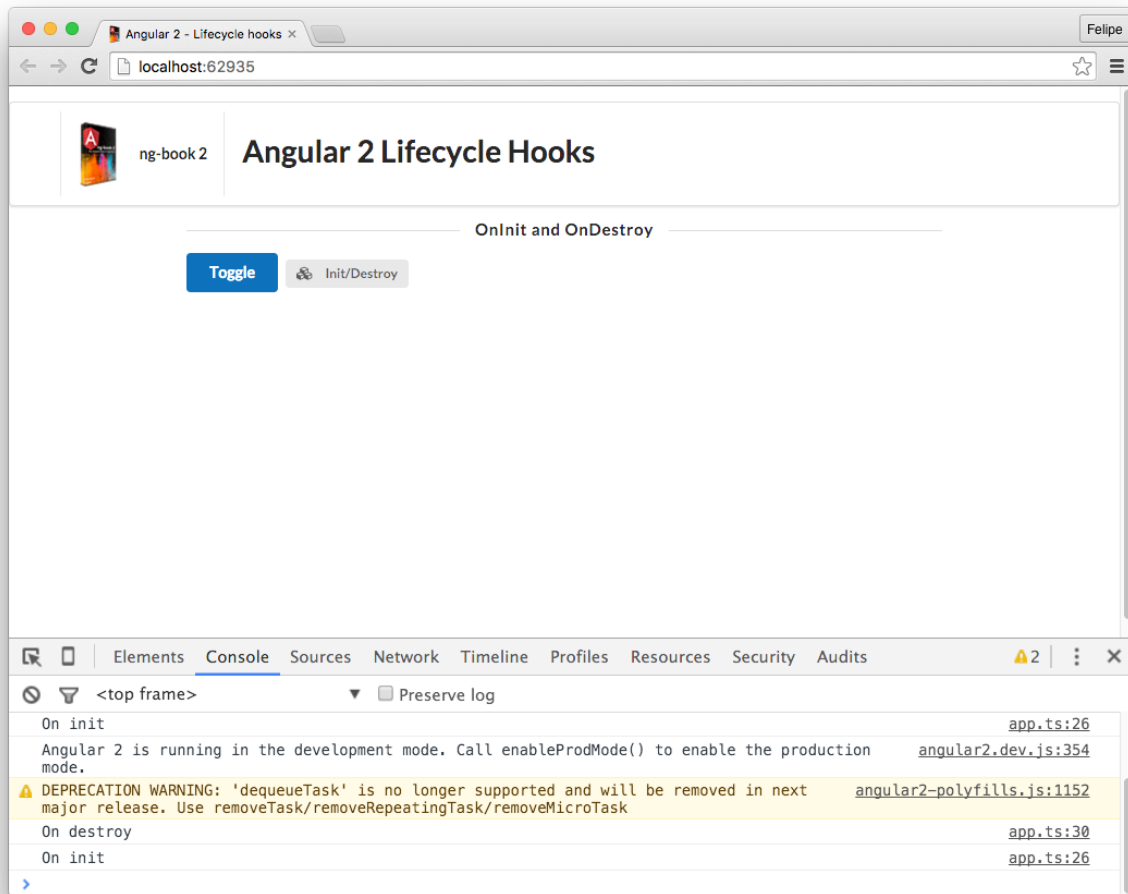 Angular 2 - Lifecycle hooks
Felipe
localhost:62935
ng-book 2
Angular 2 Lifecycle Hooks
OnInit and OnDestroy
Toggle
Init/Destroy
Elements Console Sources Network Timeline Profiles Resources Security Audits 2
<top frame> Preserve log
On init app.ts:26
Angular 2 is running in the development mode. Call enableProdMode() to enable the production angular2.dev.js:354
mode.
DEPRECATION WARNING: 'dequeueTask' is no longer supported and will be removed in next angular2-polyfills.js:1152
major release. Use removeTask/removeRepeatingTask/removeMicroTask
On destroy app.ts:30
On init app.ts:26